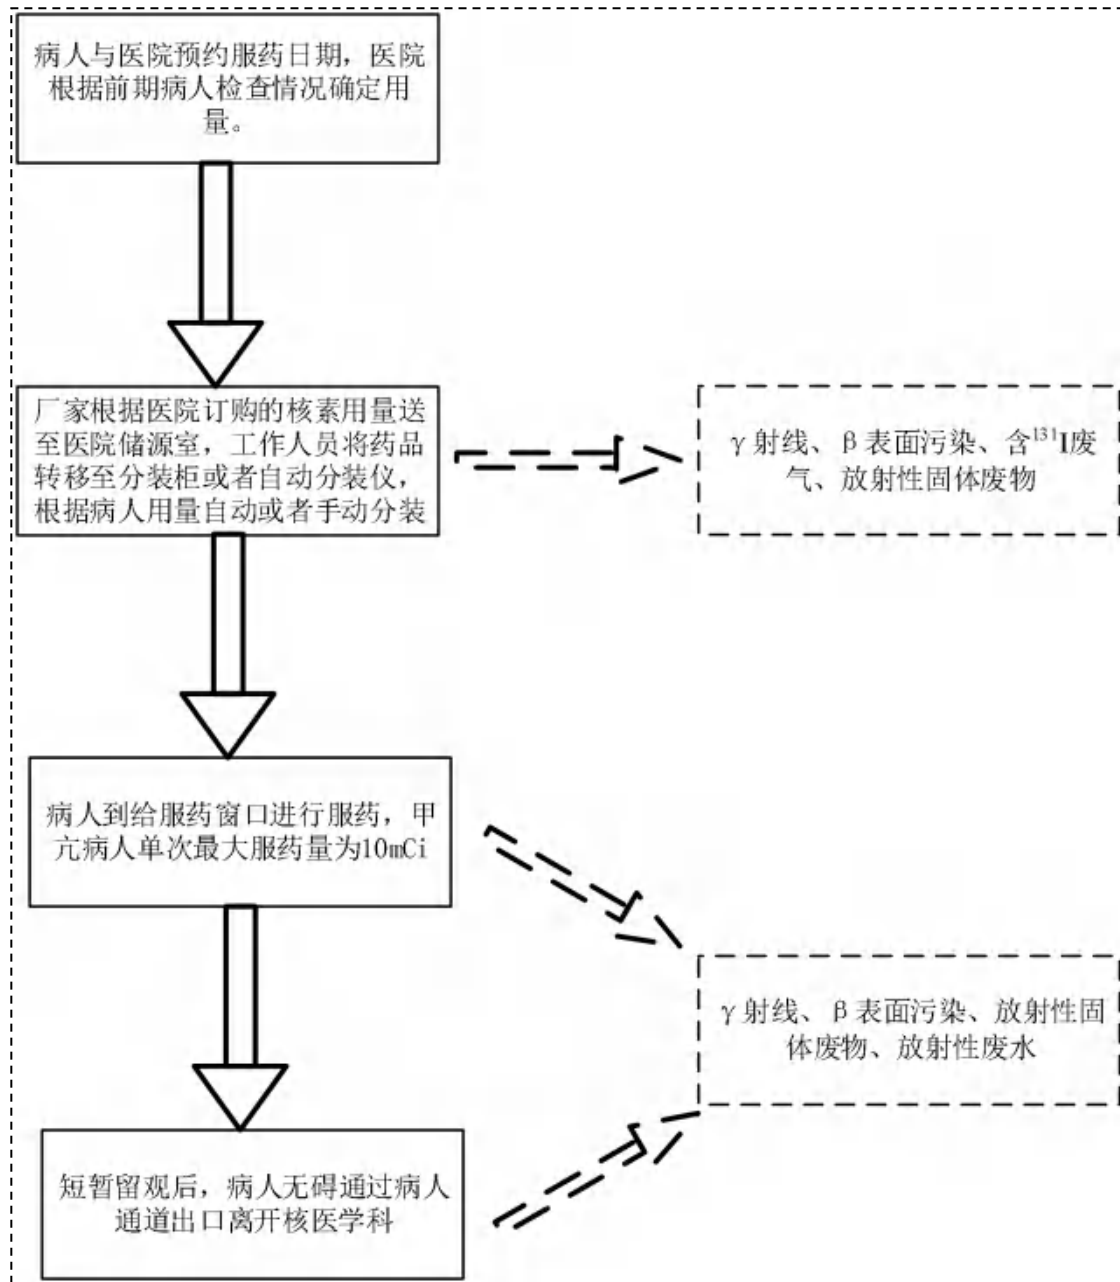 病人与医院预约服药日期，医院
根据前期病人检查情况确定用
量。
厂家根据医院订购的核素用量送
至医院储源室，工作人员将药品
转移至分装柜或者自动分装仪，
根据病人用量自动或者手动分装
γ射线、β表面污染、含¹³¹I废
气、放射性固体废物
病人到给服药窗口进行服药，甲
亢病人单次最大服药量为10mCi
γ射线、β表面污染、放射性固
体废物、放射性废水
短暂留观后，病人无碍通过病人
通道出口离开核医学科